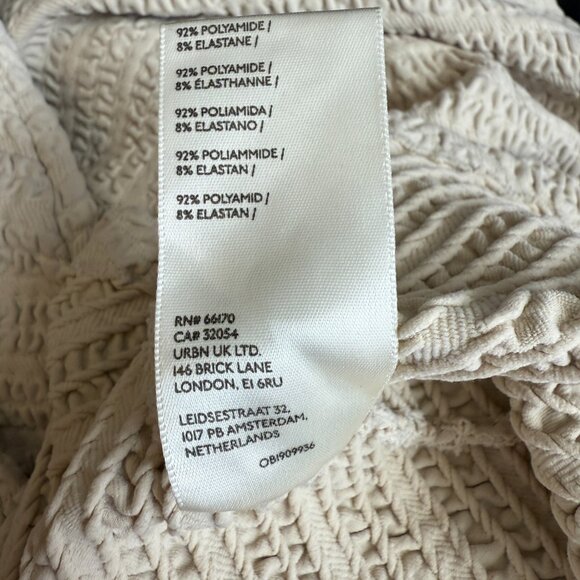 92% POLYAMIDE /
8% ELASTANE /
92% POLYAMIDE /
8% ÉLASTHANNE /
92% POLIAMIDA /
8% ELASTANO /
92% POLIAMMIDE /
8% ELASTAN /
92% POLYAMID /
8% ELASTAN /
RN# 66170
CA# 32054
URBN UK LTD.
146 BRICK LANE
LONDON, E1 6RU
LEIDSESTRAAT 32,
1017 PB AMSTERDAM,
NETHERLANDS
OB1909936